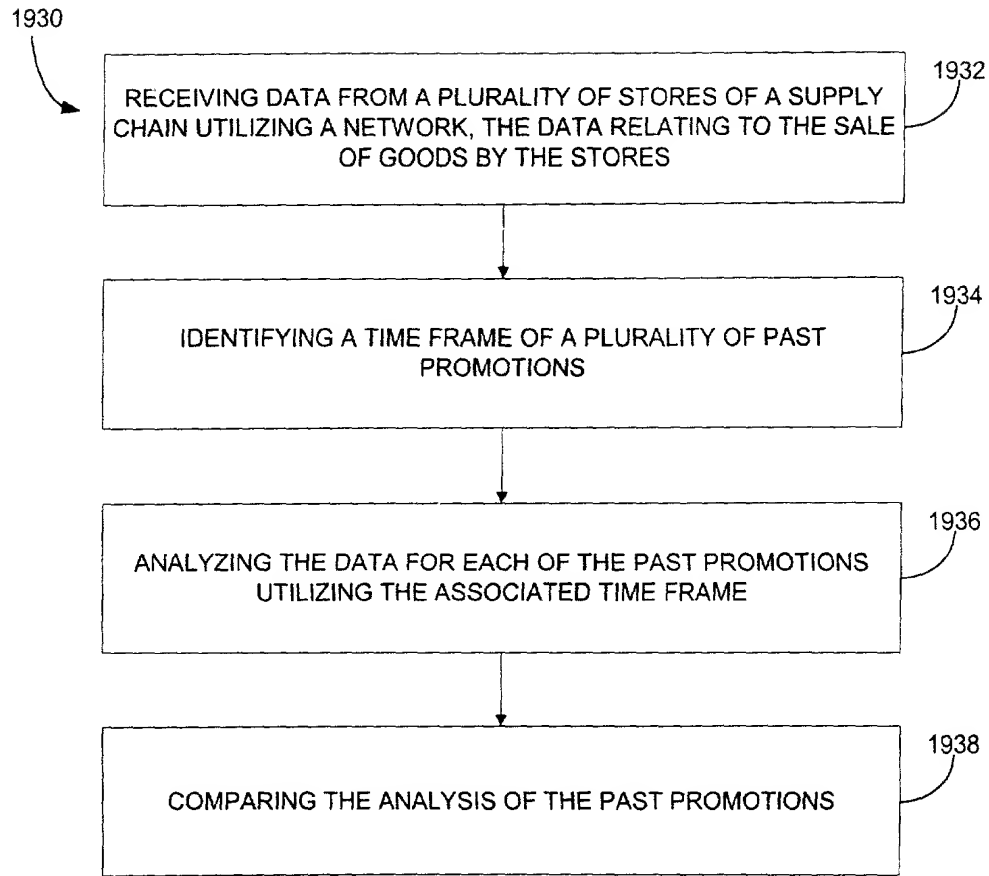 1930
1932
RECEIVING DATA FROM A PLURALITY OF STORES OF A SUPPLY
CHAIN UTILIZING A NETWORK, THE DATA RELATING TO THE SALE
OF GOODS BY THE STORES
1934
IDENTIFYING A TIME FRAME OF A PLURALITY OF PAST
PROMOTIONS
1936
ANALYZING THE DATA FOR EACH OF THE PAST PROMOTIONS
UTILIZING THE ASSOCIATED TIME FRAME
1938
COMPARING THE ANALYSIS OF THE PAST PROMOTIONS